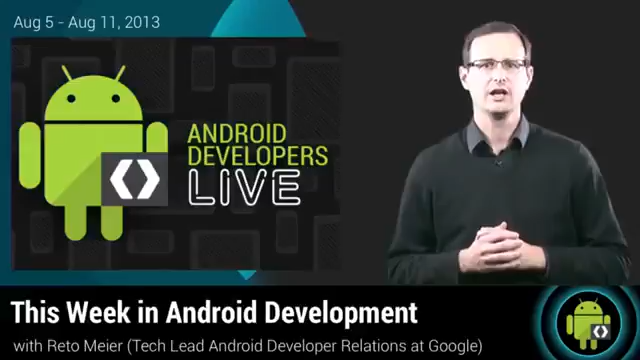 Aug 5 - Aug 11, 2013
ANDROID
DEVELOPERS
LIVE
This Week in Android Development
with Reto Meier (Tech Lead Android Developer Relations at Google)